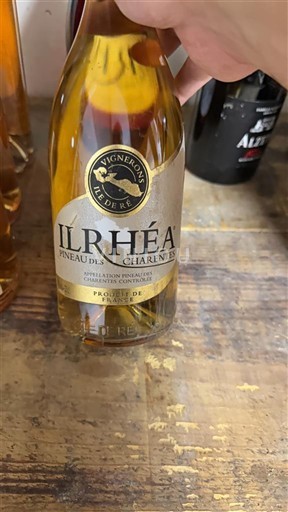 VIGNERONS
ILE DE RÉ
ILRHÉA
PINEAU DES CHARENTES
APPELLATION PINEAU DES
CHARENTES CONTRÔLÉE
PRODUIT DE
FRANCE